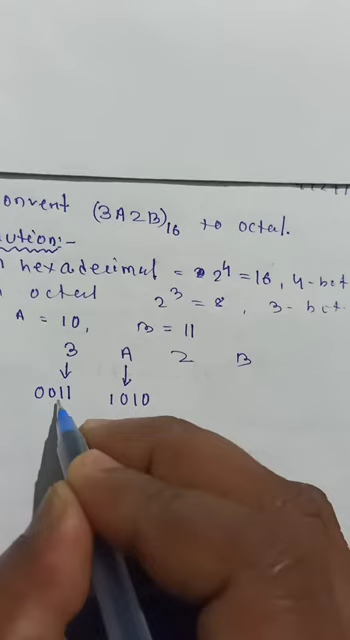 onvert (3A2B)16 to octal.
ution:-
n hexadecimal = 2^4 = 16, 4-bit
octal 2^3 = 8, 3-bit.
A = 10, B = 11
3 A 2 B
↓ ↓
0011 1010